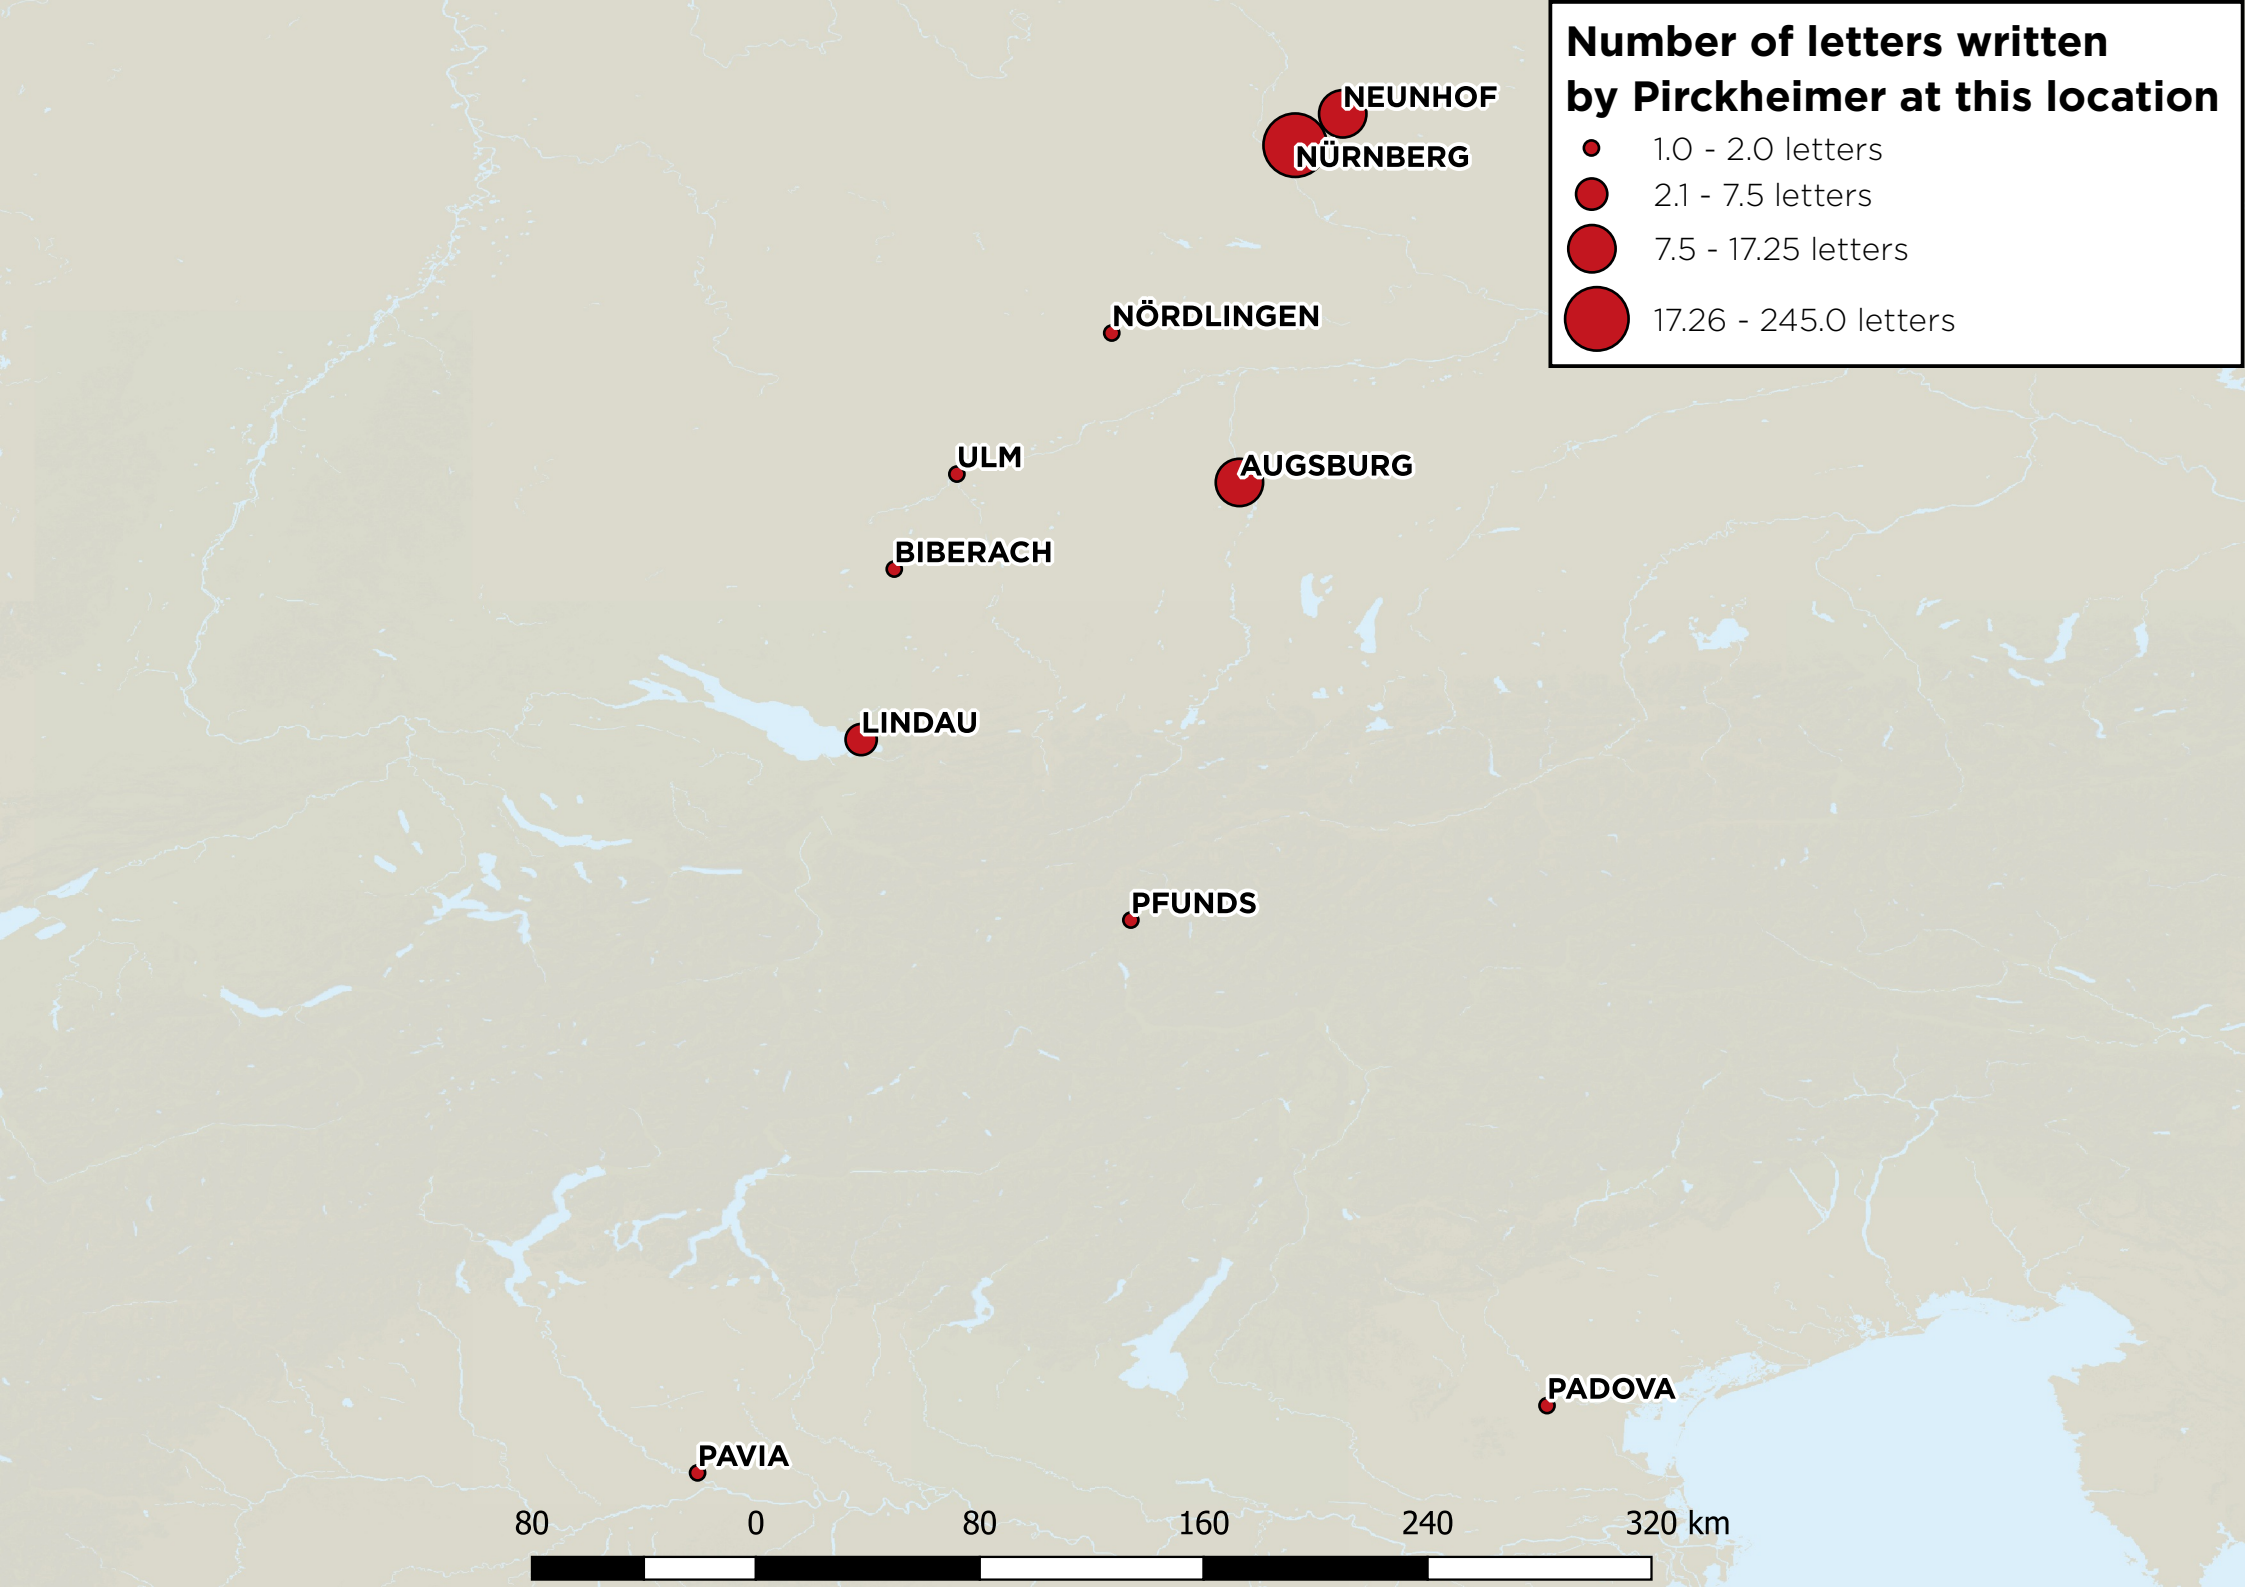 Number of letters written
by Pirckheimer at this location
1.0 - 2.0 letters
2.1 - 7.5 letters
7.5 - 17.25 letters
17.26 - 245.0 letters
NEUNHOF
NÜRNBERG
NÖRDLINGEN
ULM
AUGSBURG
BIBERACH
LINDAU
PFUNDS
PADOVA
PAVIA
80 0 80 160 240 320 km